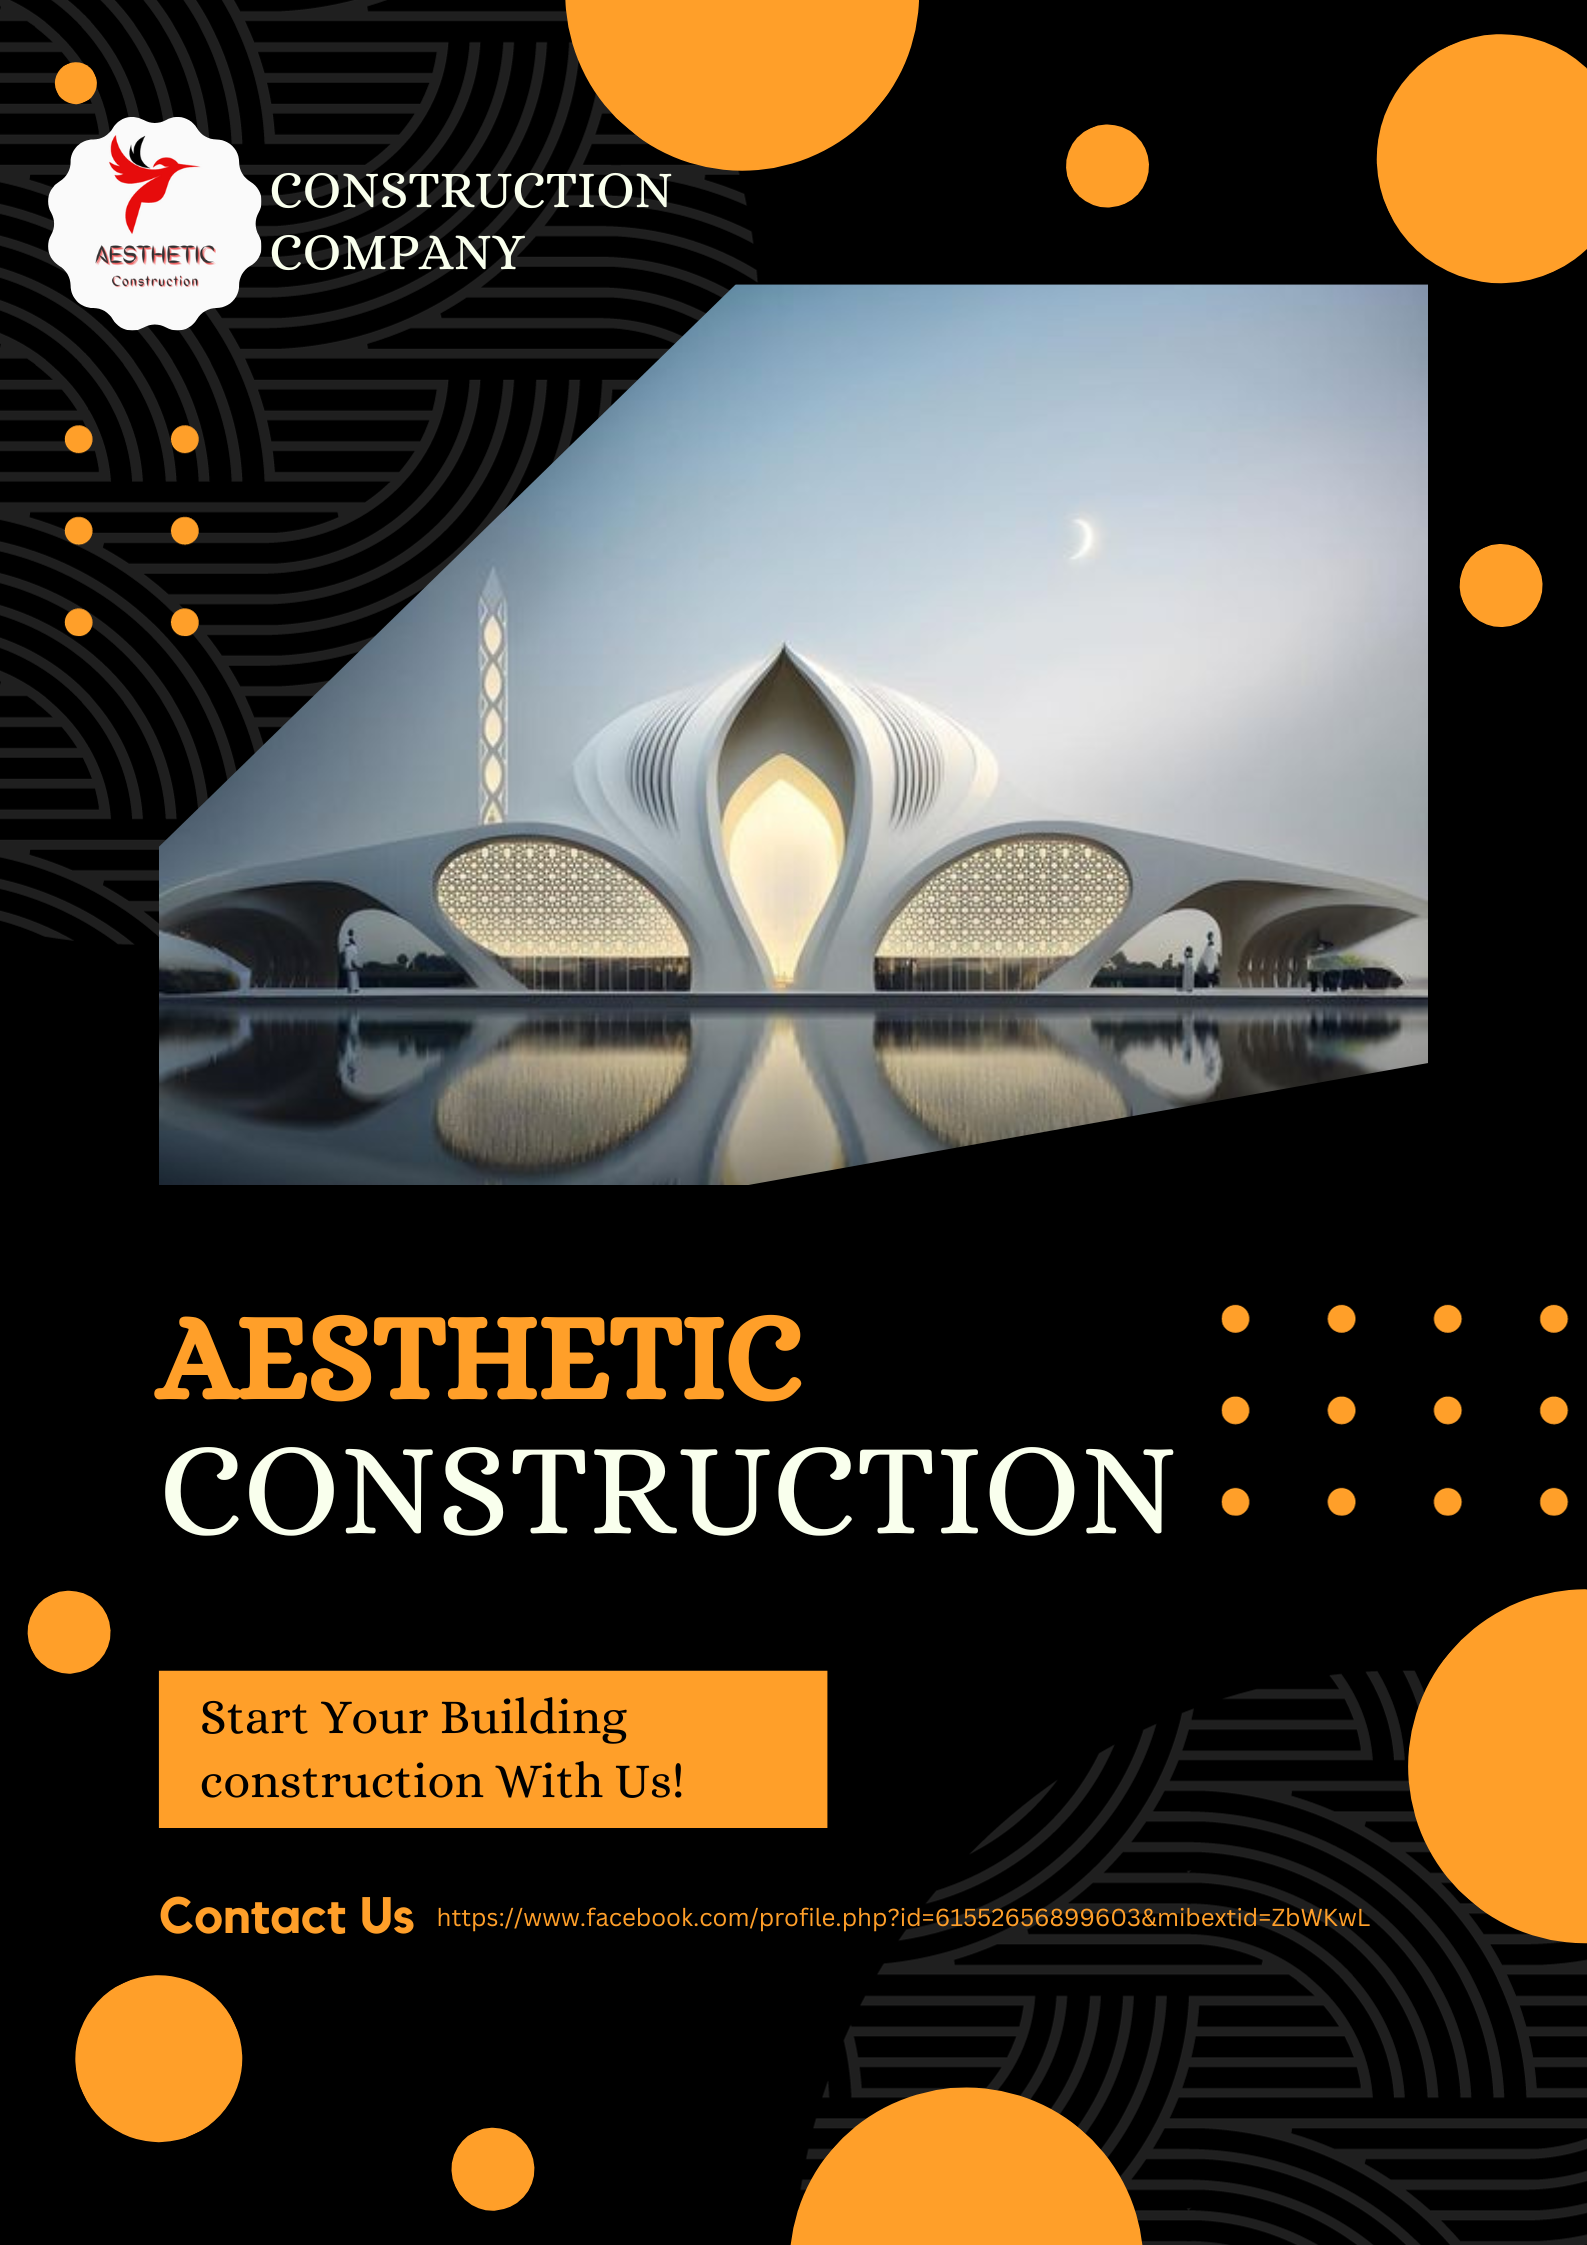 AESTHETIC
Construction
CONSTRUCTION
COMPANY
AESTHETIC
CONSTRUCTION
Start Your Building
construction With Us!
Contact Us https://www.facebook.com/profile.php?id=61552656899603&mibextid=ZbWKwL